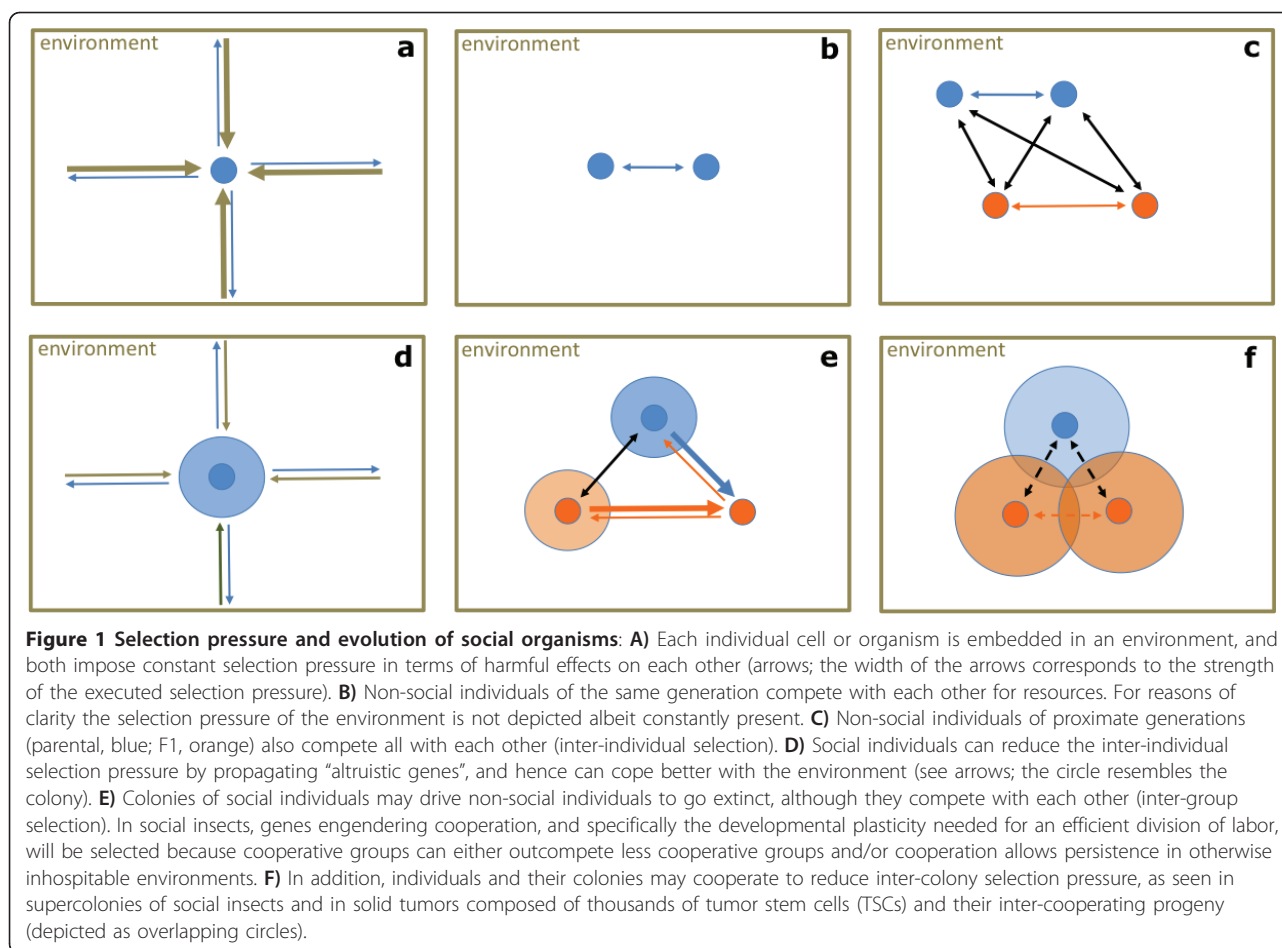 environment a
environment b
environment c
environment d
environment e
environment f
Figure 1 Selection pressure and evolution of social organisms: A) Each individual cell or organism is embedded in an environment, and
both impose constant selection pressure in terms of harmful effects on each other (arrows; the width of the arrows corresponds to the strength
of the executed selection pressure). B) Non-social individuals of the same generation compete with each other for resources. For reasons of
clarity the selection pressure of the environment is not depicted albeit constantly present. C) Non-social individuals of proximate generations
(parental, blue; F1, orange) also compete all with each other (inter-individual selection). D) Social individuals can reduce the inter-individual
selection pressure by propagating “altruistic genes”, and hence can cope better with the environment (see arrows; the circle resembles the
colony). E) Colonies of social individuals may drive non-social individuals to go extinct, although they compete with each other (inter-group
selection). In social insects, genes engendering cooperation, and specifically the developmental plasticity needed for an efficient division of labor,
will be selected because cooperative groups can either outcompete less cooperative groups and/or cooperation allows persistence in otherwise
inhospitable environments. F) In addition, individuals and their colonies may cooperate to reduce inter-colony selection pressure, as seen in
supercolonies of social insects and in solid tumors composed of thousands of tumor stem cells (TSCs) and their inter-cooperating progeny
(depicted as overlapping circles).